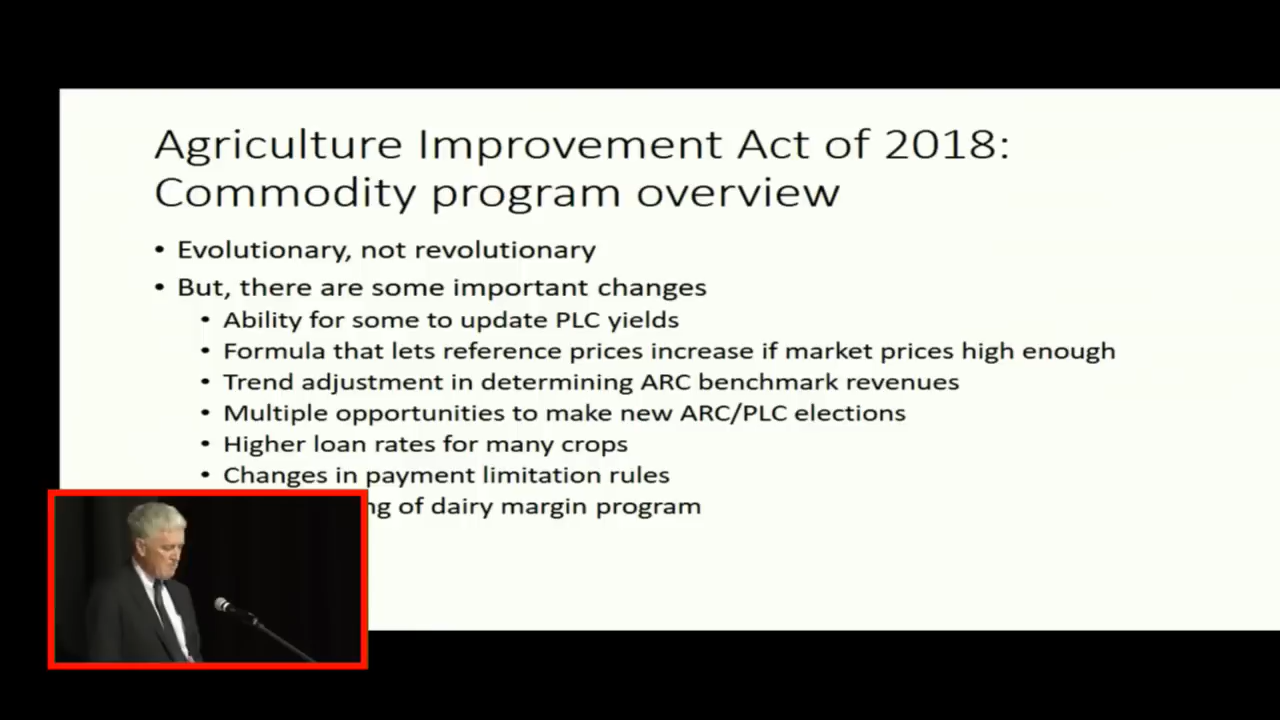 Agriculture Improvement Act of 2018:
Commodity program overview
• Evolutionary, not revolutionary
• But, there are some important changes
• Ability for some to update PLC yields
• Formula that lets reference prices increase if market prices high enough
• Trend adjustment in determining ARC benchmark revenues
• Multiple opportunities to make new ARC/PLC elections
• Higher loan rates for many crops
• Changes in payment limitation rules
of dairy margin program